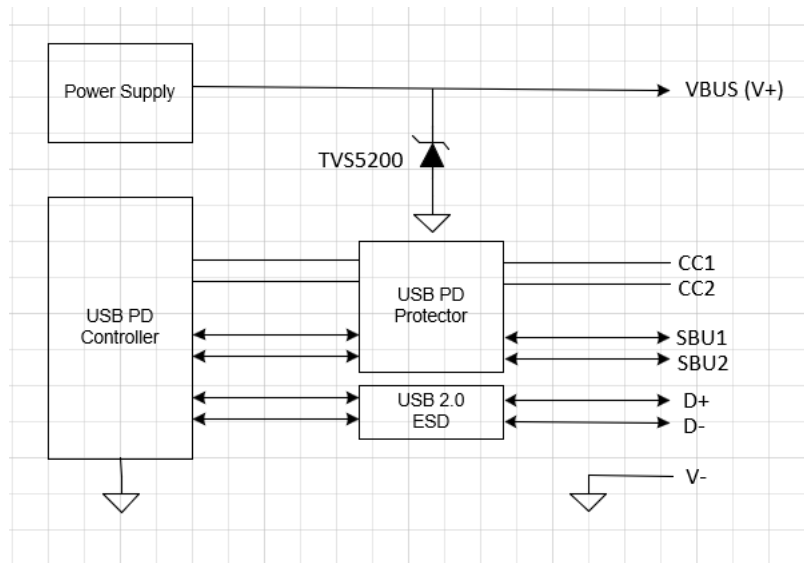 Power Supply
VBUS (V+)
TVS5200
USB PD
Controller
USB PD
Protector
CC1
CC2
SBU1
SBU2
USB 2.0
ESD
D+
D-
V-